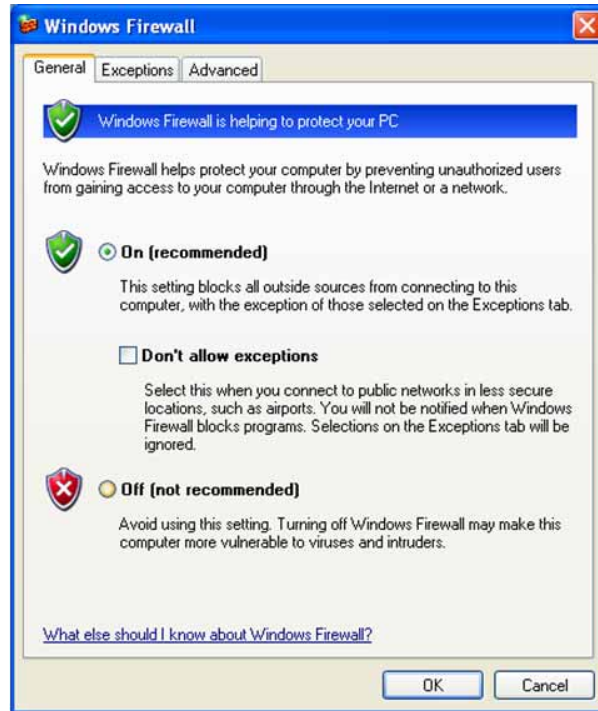 Windows Firewall
General Exceptions Advanced
Windows Firewall is helping to protect your PC
Windows Firewall helps protect your computer by preventing unauthorized users
from gaining access to your computer through the Internet or a network.
On (recommended)
This setting blocks all outside sources from connecting to this
computer, with the exception of those selected on the Exceptions tab.
Don't allow exceptions
Select this when you connect to public networks in less secure
locations, such as airports. You will not be notified when Windows
Firewall blocks programs. Selections on the Exceptions tab will be
ignored.
Off (not recommended)
Avoid using this setting. Turning off Windows Firewall may make this
computer more vulnerable to viruses and intruders.
What else should I know about Windows Firewall?
OK Cancel